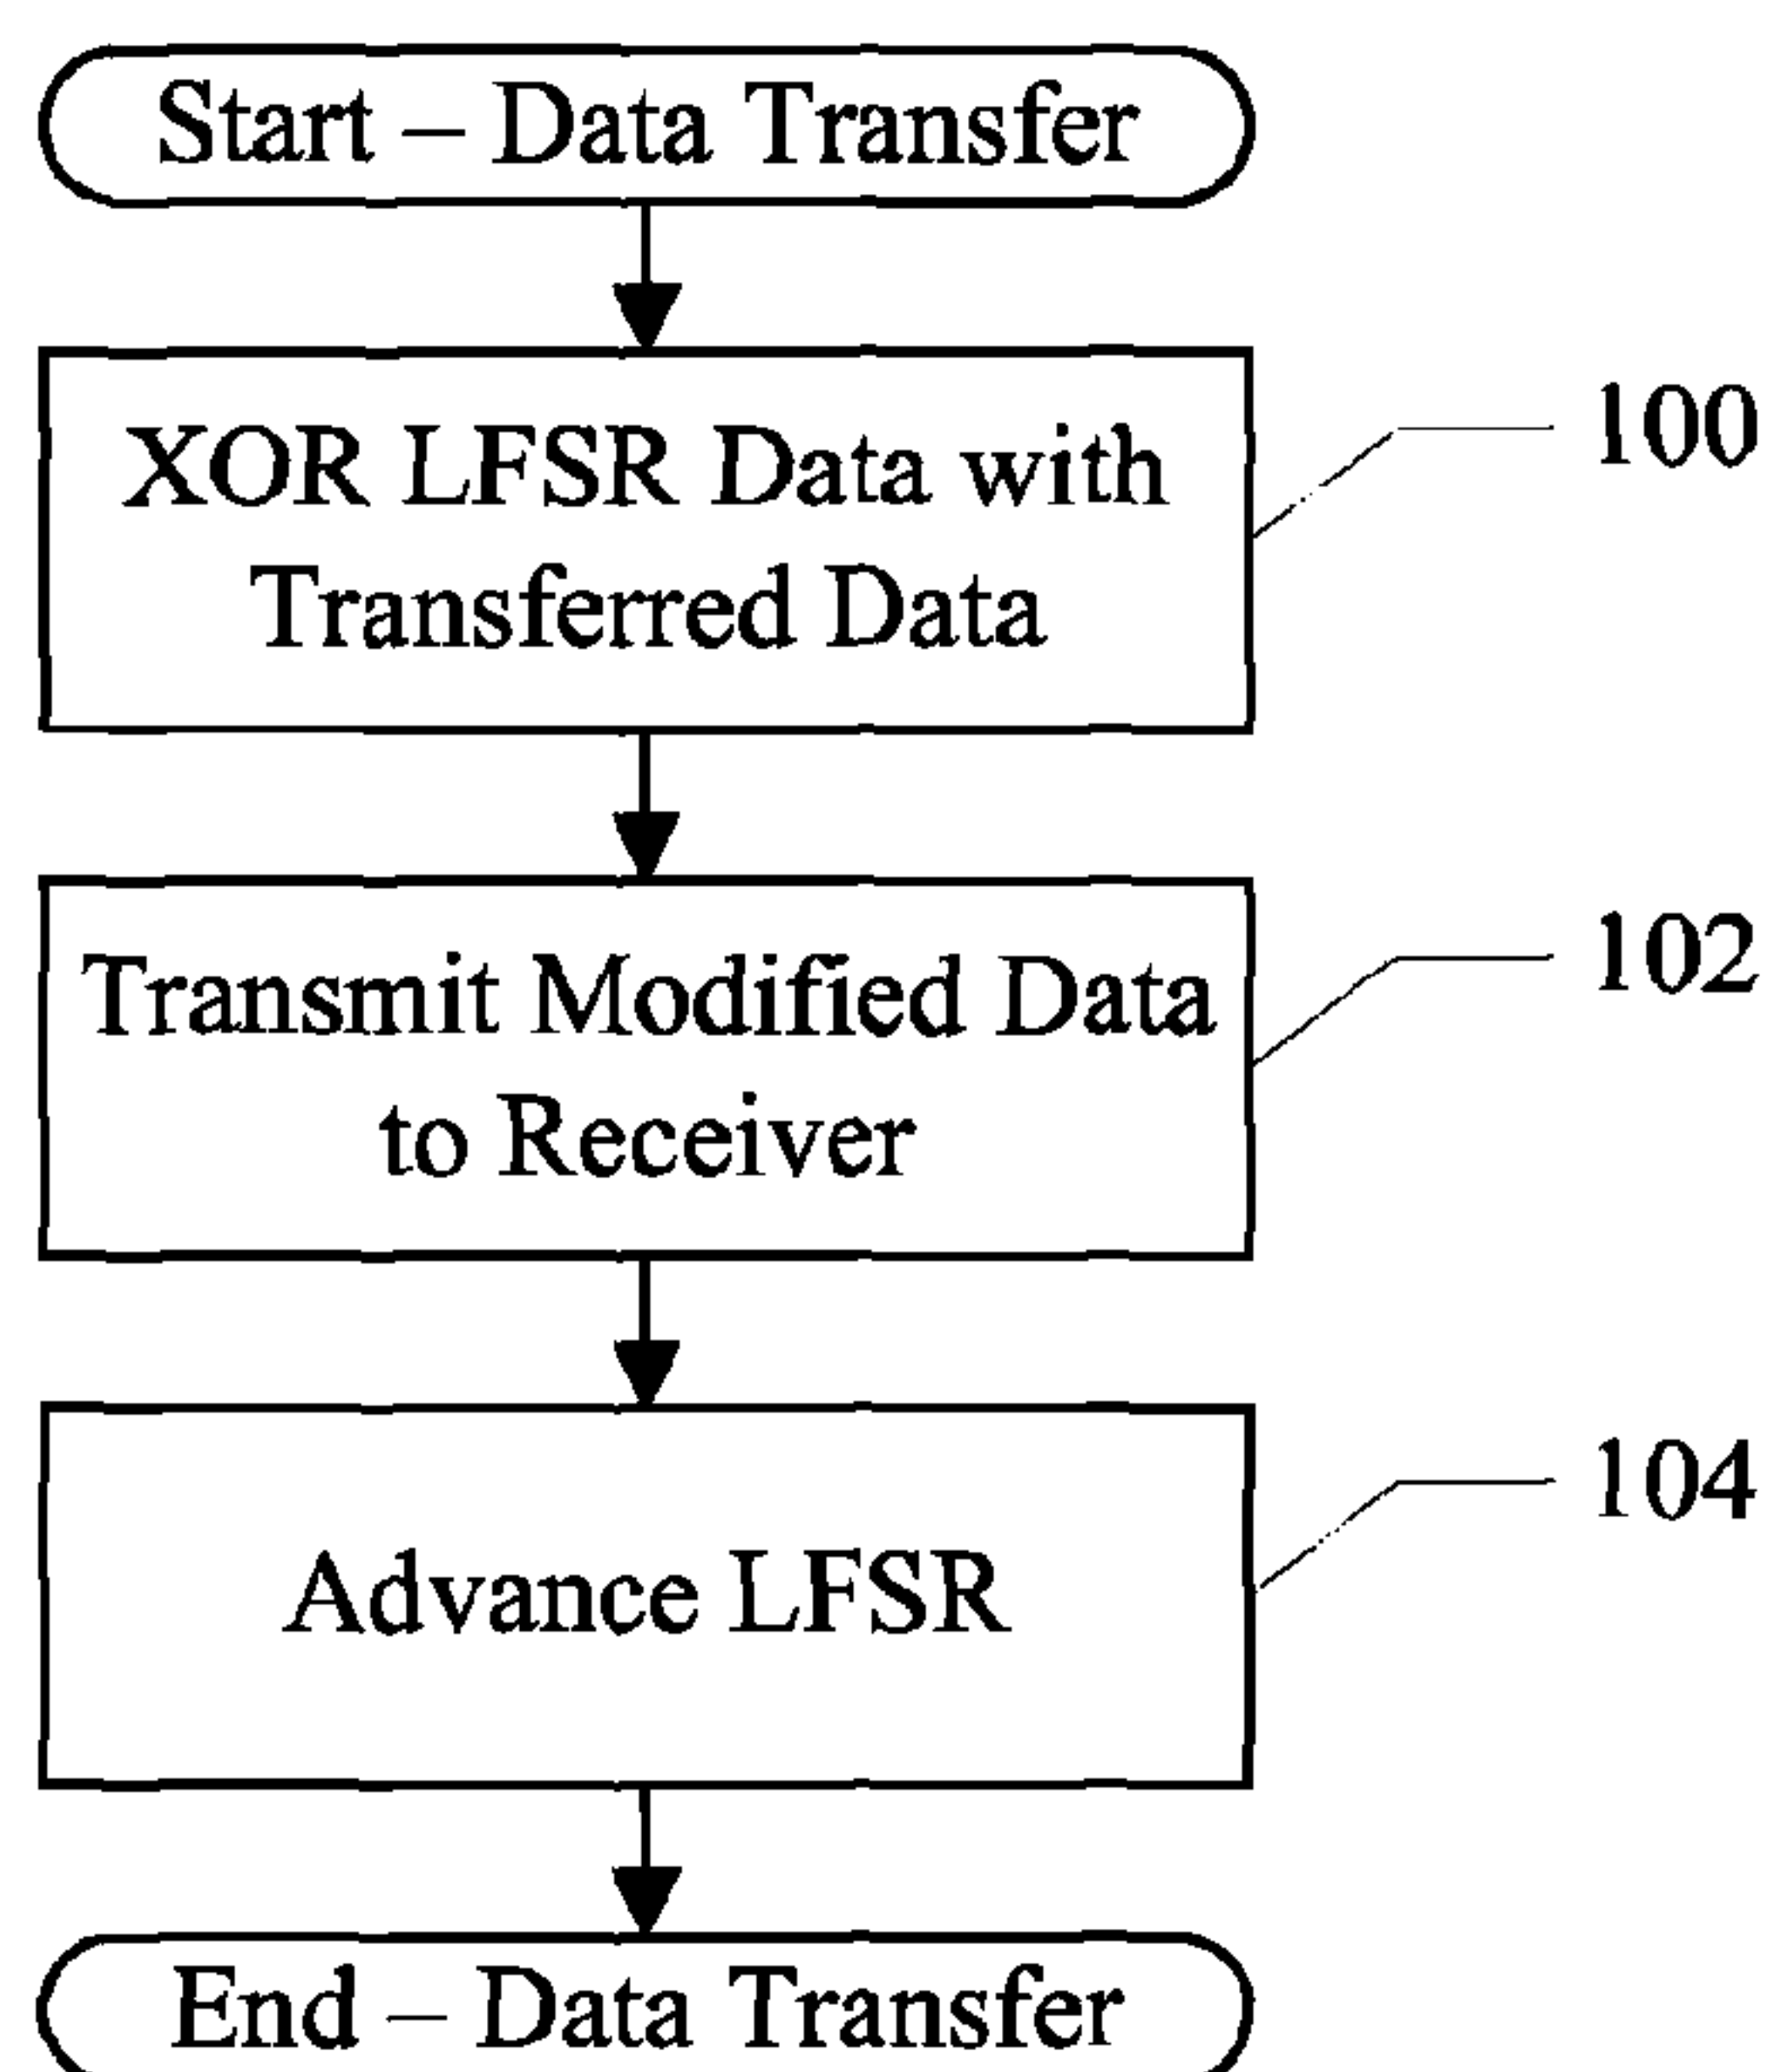 Start – Data Transfer
XOR LFSR Data with
Transferred Data
100
Transmit Modified Data
to Receiver
102
Advance LFSR
104
End – Data Transfer